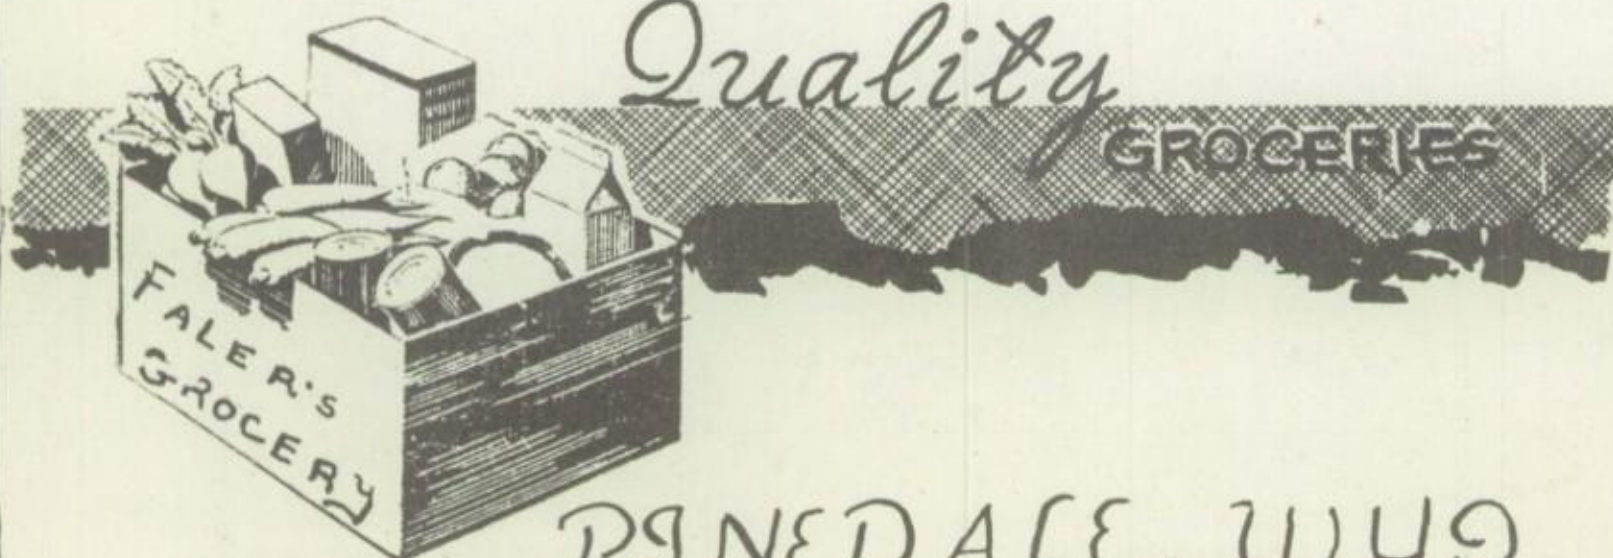 Quality
GROCERIES
FALER'S
GROCERY
PINEDALE WYO